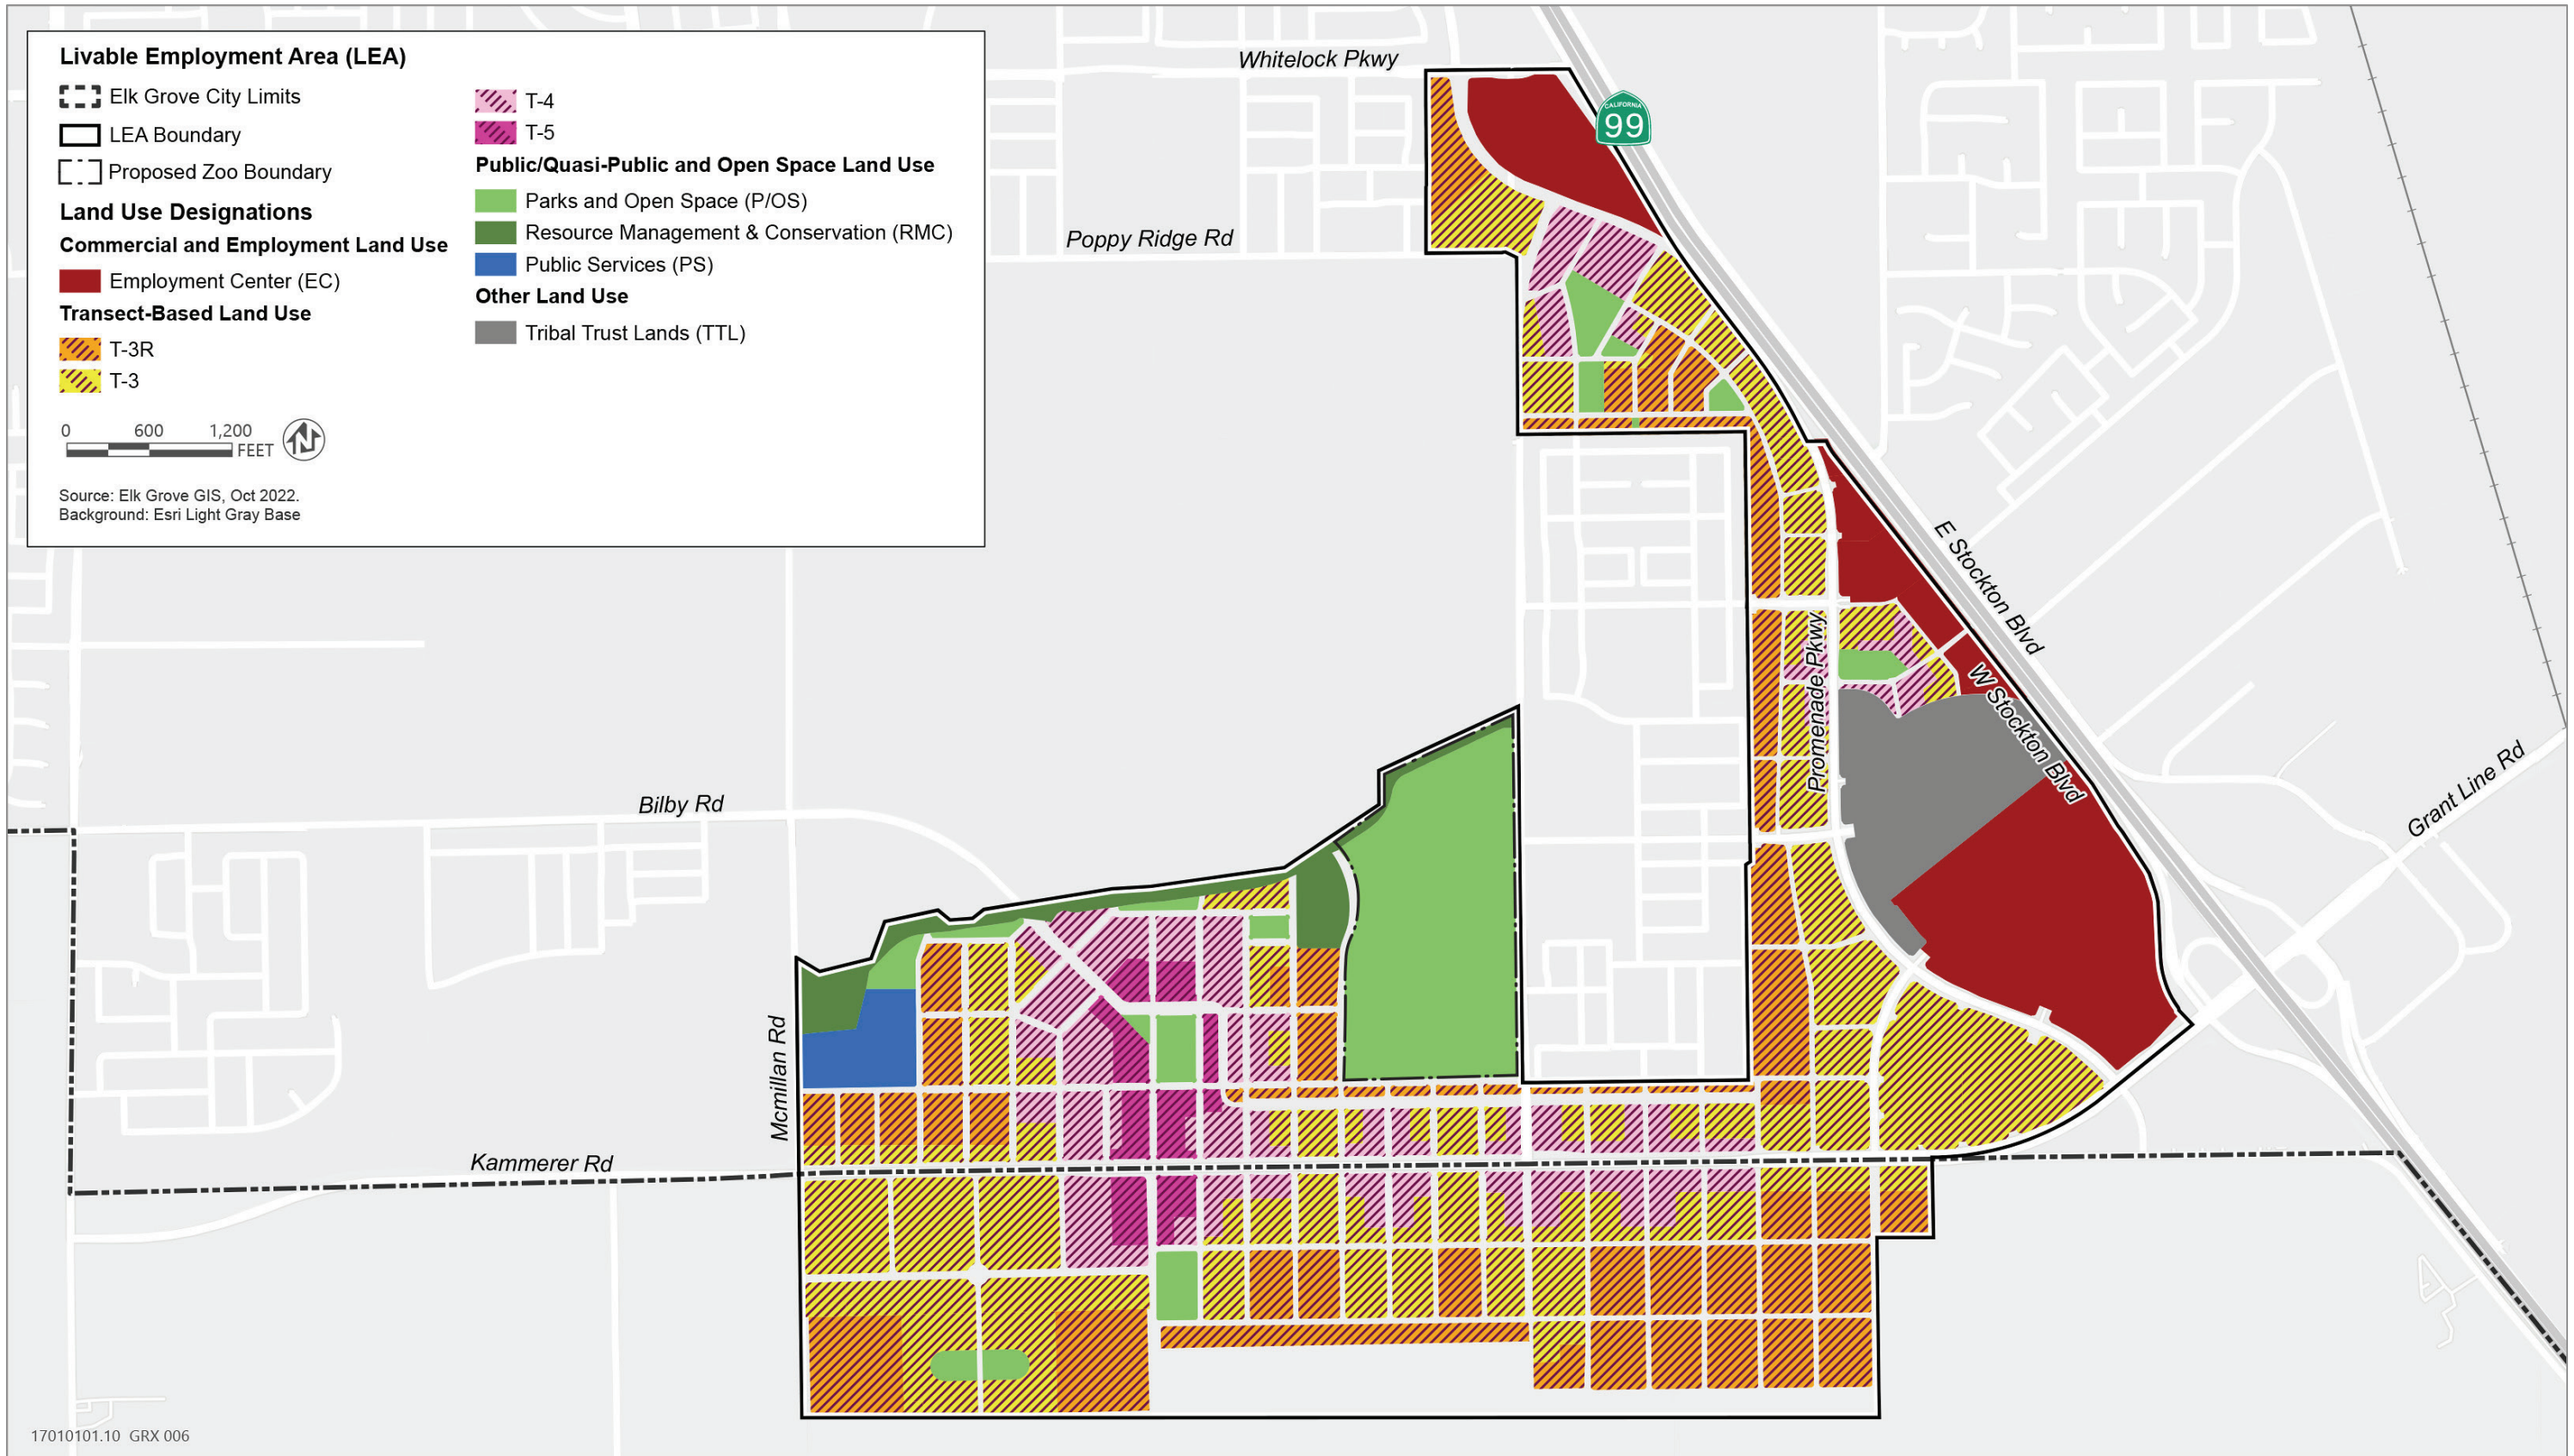 Livable Employment Area (LEA)
Elk Grove City Limits
LEA Boundary
Proposed Zoo Boundary
Land Use Designations
Commercial and Employment Land Use
Employment Center (EC)
Transect-Based Land Use
T-3R
T-3
T-4
T-5
Public/Quasi-Public and Open Space Land Use
Parks and Open Space (P/OS)
Resource Management & Conservation (RMC)
Public Services (PS)
Other Land Use
Tribal Trust Lands (TTL)
0 600 1,200
FEET
N
Source: Elk Grove GIS, Oct 2022.
Background: Esri Light Gray Base
Whitelock Pkwy
CALIFORNIA
99
Poppy Ridge Rd
E Stockton Blvd
W Stockton Blvd
Promenade Pkwy
Grant Line Rd
Bilby Rd
Mcmillan Rd
Kammerer Rd
17010101.10 GRX 006